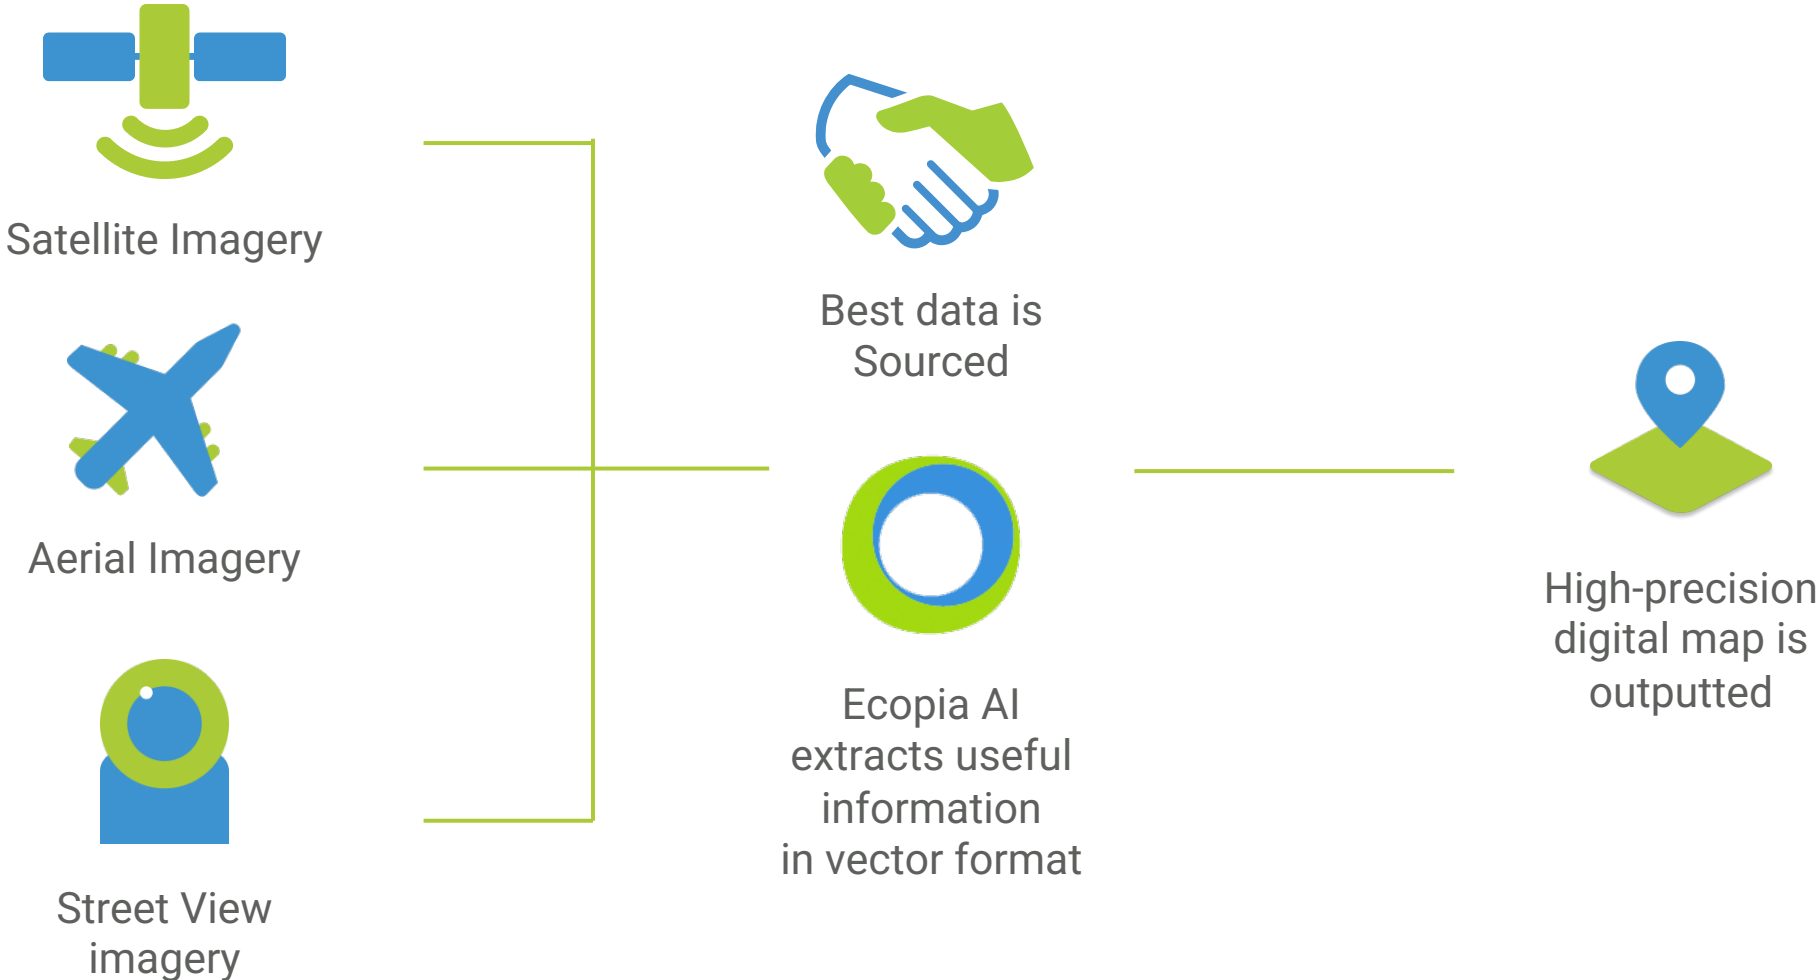 Satellite Imagery
Aerial Imagery
Street View
imagery
Best data is
Sourced
Ecopia AI
extracts useful
information
in vector format
High-precision
digital map is
outputted